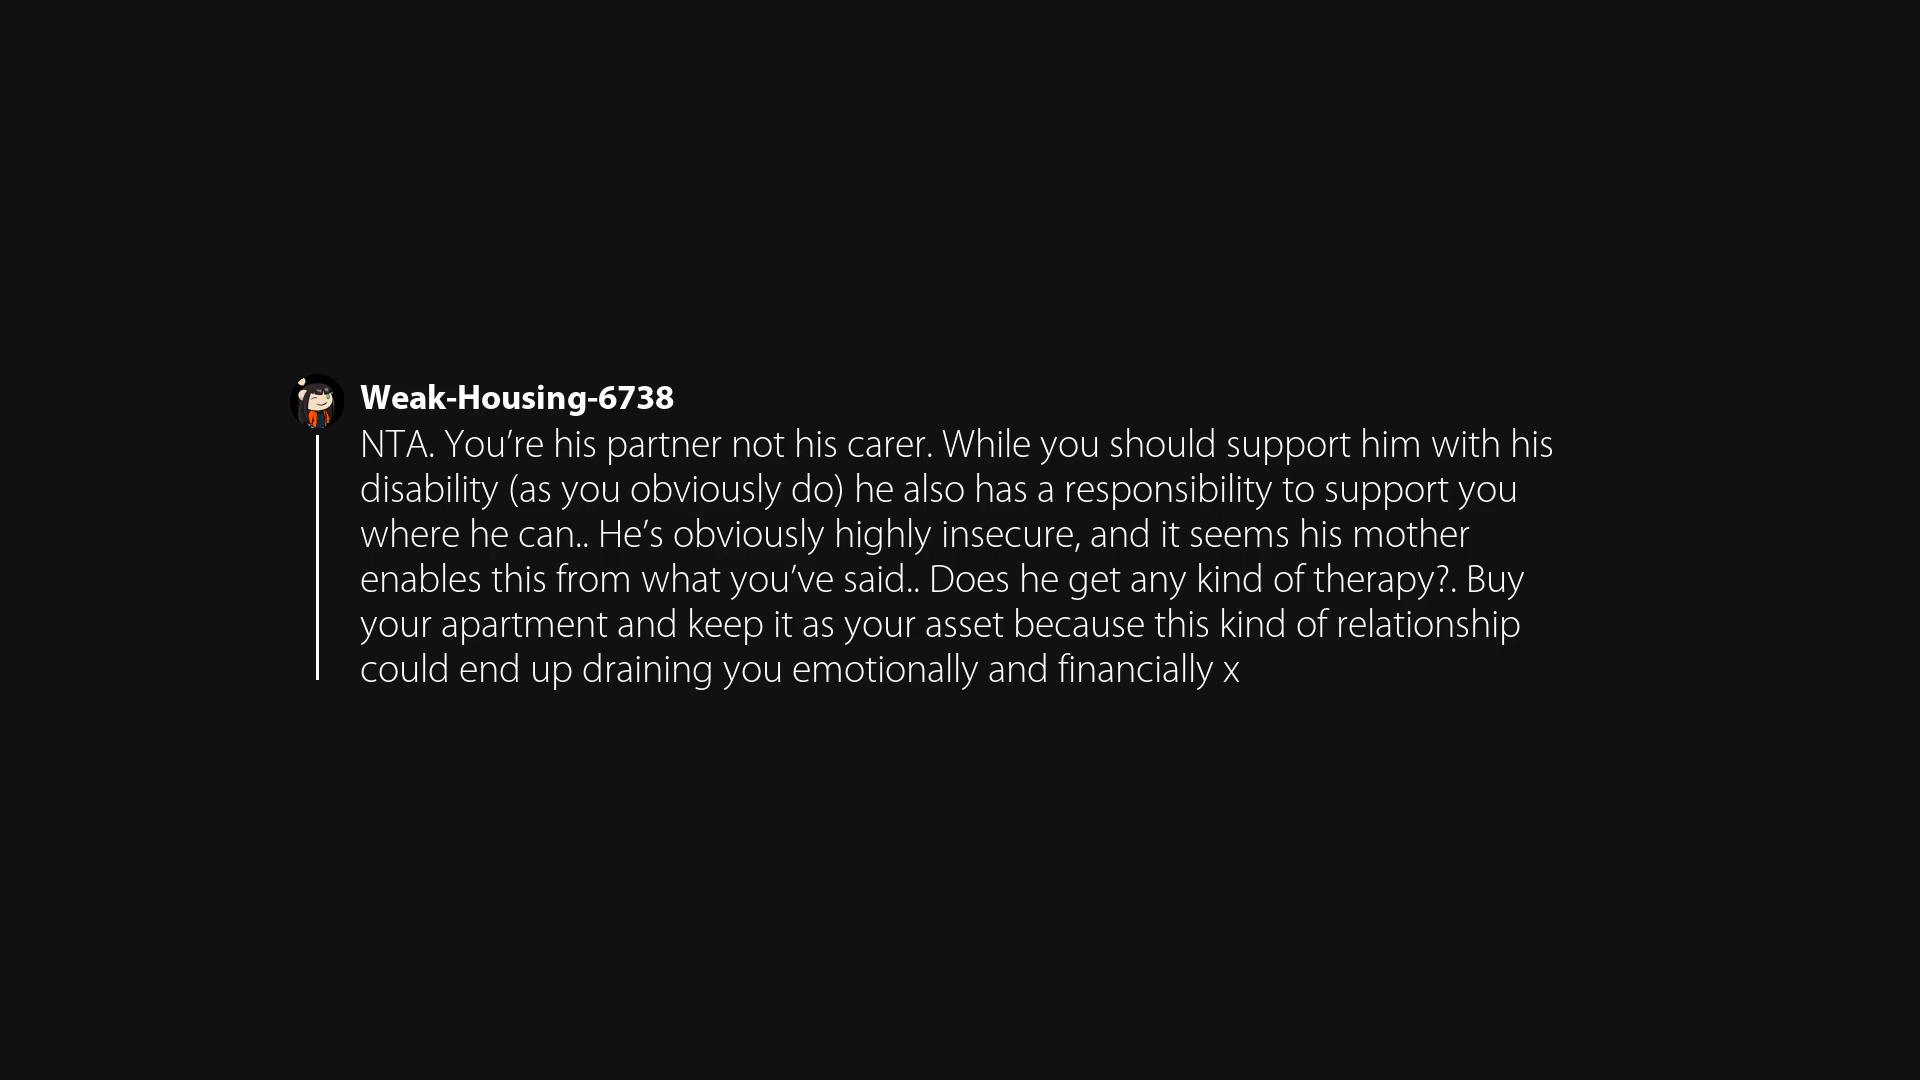 Weak-Housing-6738
NTA. You’re his partner not his carer. While you should support him with his
disability (as you obviously do) he also has a responsibility to support you
where he can.. He’s obviously highly insecure, and it seems his mother
enables this from what you’ve said.. Does he get any kind of therapy?. Buy
your apartment and keep it as your asset because this kind of relationship
could end up draining you emotionally and financially x